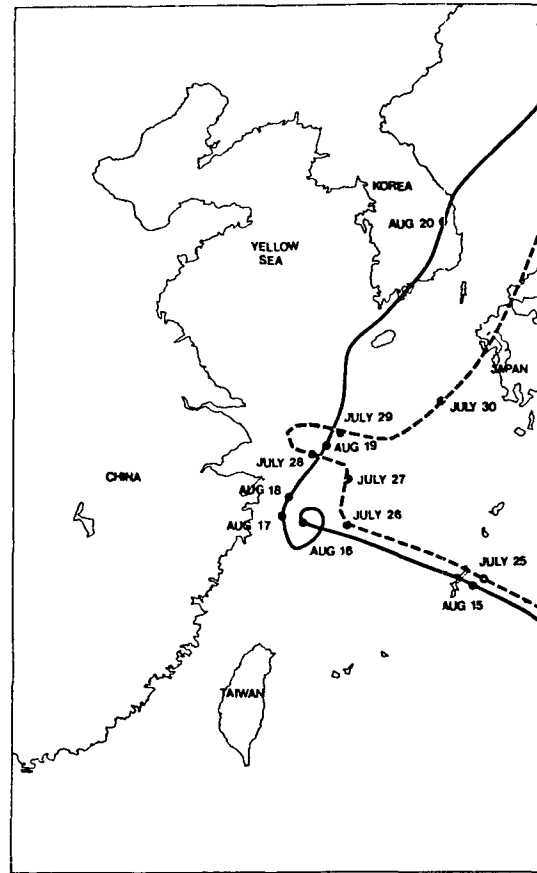 KOREA
AUG 20
YELLOW
SEA
JAPAN
JULY 30
JULY 29
AUG 19
JULY 28
CHINA
JULY 27
AUG 18
AUG 17
JULY 26
AUG 16
JULY 25
AUG 15
TAIWAN